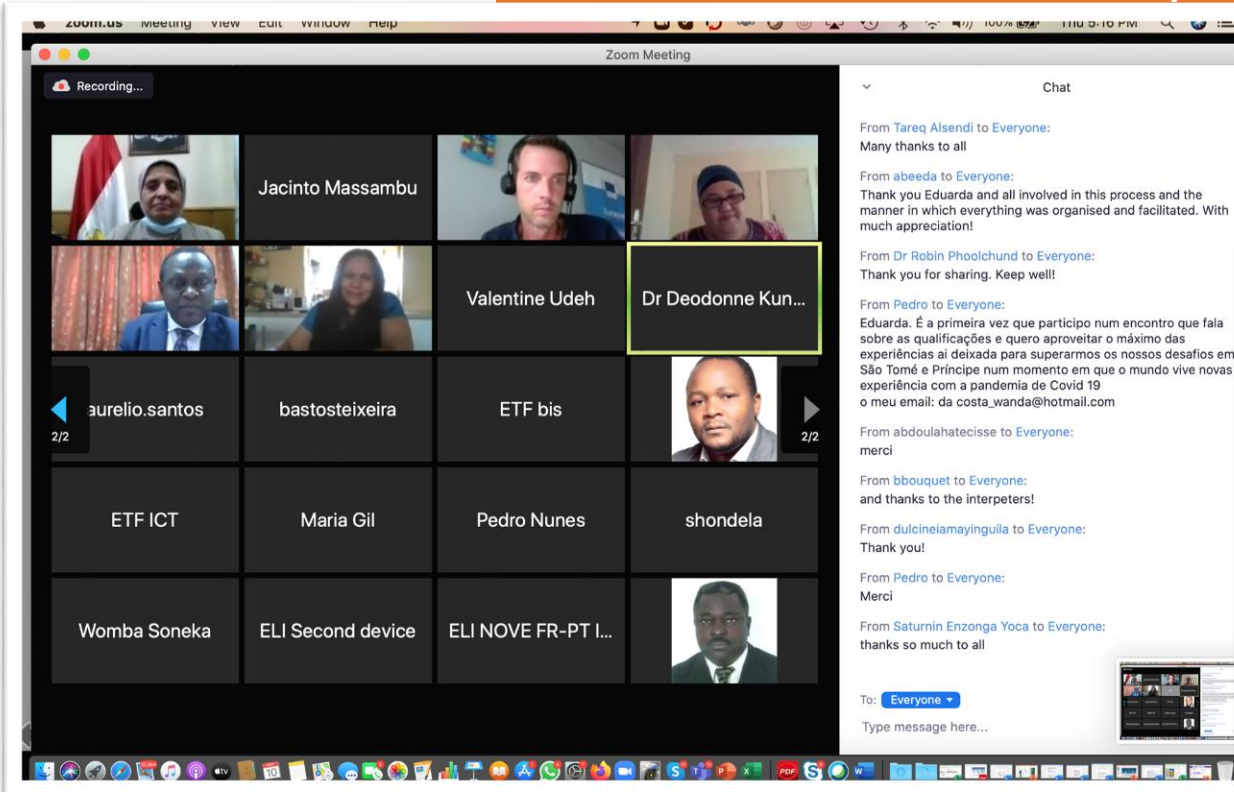 zoom.us Meeting View Edit Window Help
100% Thu 5:16 PM
Zoom Meeting
Recording...
Jacinto Massambu
Valentine Udeh
Dr Deodonne Kun...
aurelio.santos
bastosteixeira
ETF bis
2/2
2/2
ETF ICT
Maria Gil
Pedro Nunes
shondela
Womba Soneka
ELI Second device
ELI NOVE FR-PT I...
Chat
From Tareq Alsendi to Everyone:
Many thanks to all
From abeeda to Everyone:
Thank you Eduarda and all involved in this process and the
manner in which everything was organised and facilitated. With
much appreciation!
From Dr Robin Phoolchund to Everyone:
Thank you for sharing. Keep well!
From Pedro to Everyone:
Eduarda. É a primeira vez que participo num encontro que fala
sobre as qualificações e quero aproveitar o máximo das
experiências ai deixada para superarmos os nossos desafios em
São Tomé e Príncipe num momento em que o mundo vive novas
experiência com a pandemia de Covid 19
o meu email: da costa_wanda@hotmail.com
From abdoulahatecisse to Everyone:
merci
From bbouquet to Everyone:
and thanks to the interpeters!
From dulcineiamayinguila to Everyone:
Thank you!
From Pedro to Everyone:
Merci
From Saturnin Enzonga Yoca to Everyone:
thanks so much to all
To: Everyone
Type message here...